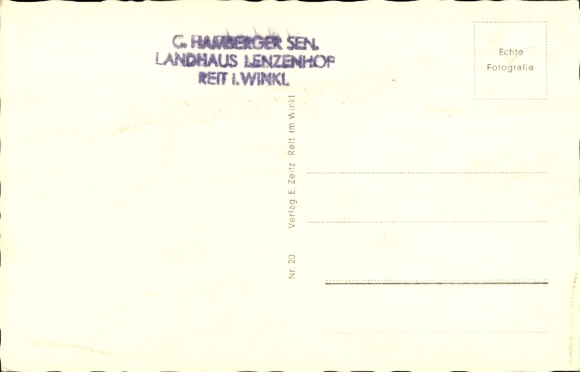 C. HAMBERGER SEN.
LANDHAUS LENZENHOF
REIT I. WINKL
Echte
Fotografie
Nr. 20 Verlag E. Zeitz Reit im Winkl